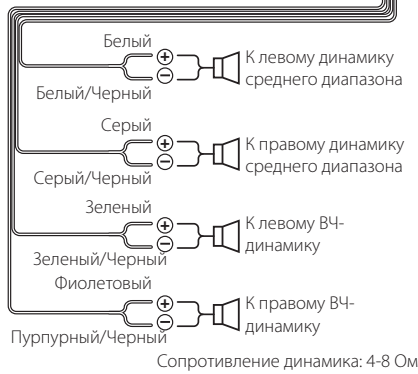 Белый
К левому динамику
среднего диапазона
Белый/Черный
Серый
К правому динамику
среднего диапазона
Серый/Черный
Зеленый
К левому ВЧ-
динамику
Зеленый/Черный
Фиолетовый
К правому ВЧ-
динамику
Пурпурный/Черный
Сопротивление динамика: 4-8 Ом